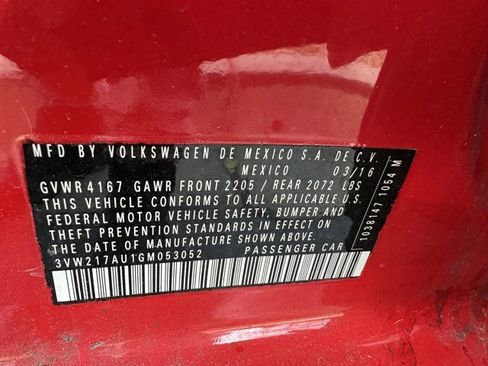 MFD BY VOLKSWAGEN DE MEXICO S.A. DE C.V.
MEXICO 03/16
GVWR 4167 GAWR FRONT 2205 / REAR 2072 LBS
THIS VEHICLE CONFORMS TO ALL APPLICABLE U.S.
FEDERAL MOTOR VEHICLE SAFETY, BUMPER AND
THEFT PREVENTION STANDARDS IN EFFECT ON
THE DATE OF MANUFACTURE SHOWN ABOVE.
3VW217AU1GM053052 PASSENGER CAR
1038147 1054 M